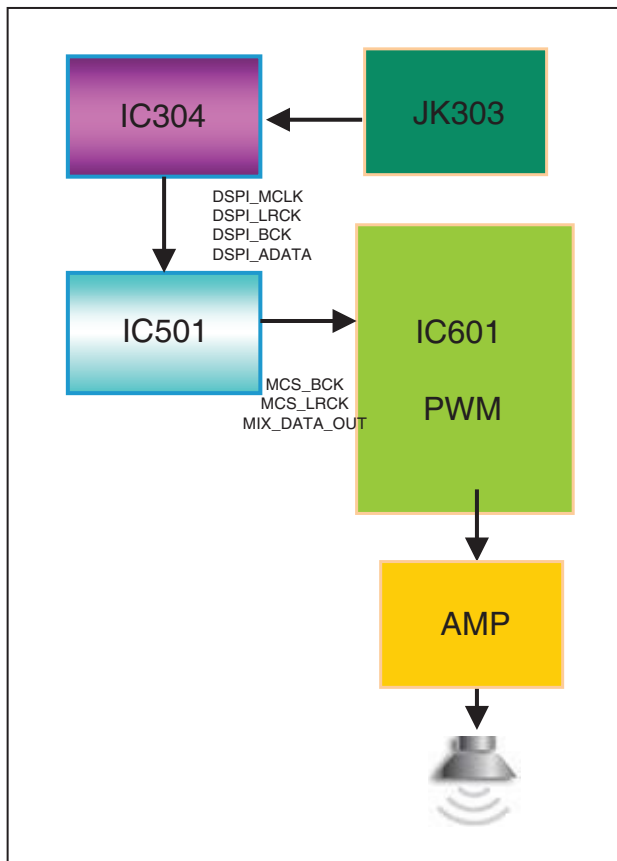 IC304
JK303
DSPI_MCLK
DSPI_LRCK
DSPI_BCK
DSPI_ADATA
IC501
IC601
PWM
MCS_BCK
MCS_LRCK
MIX_DATA_OUT
AMP